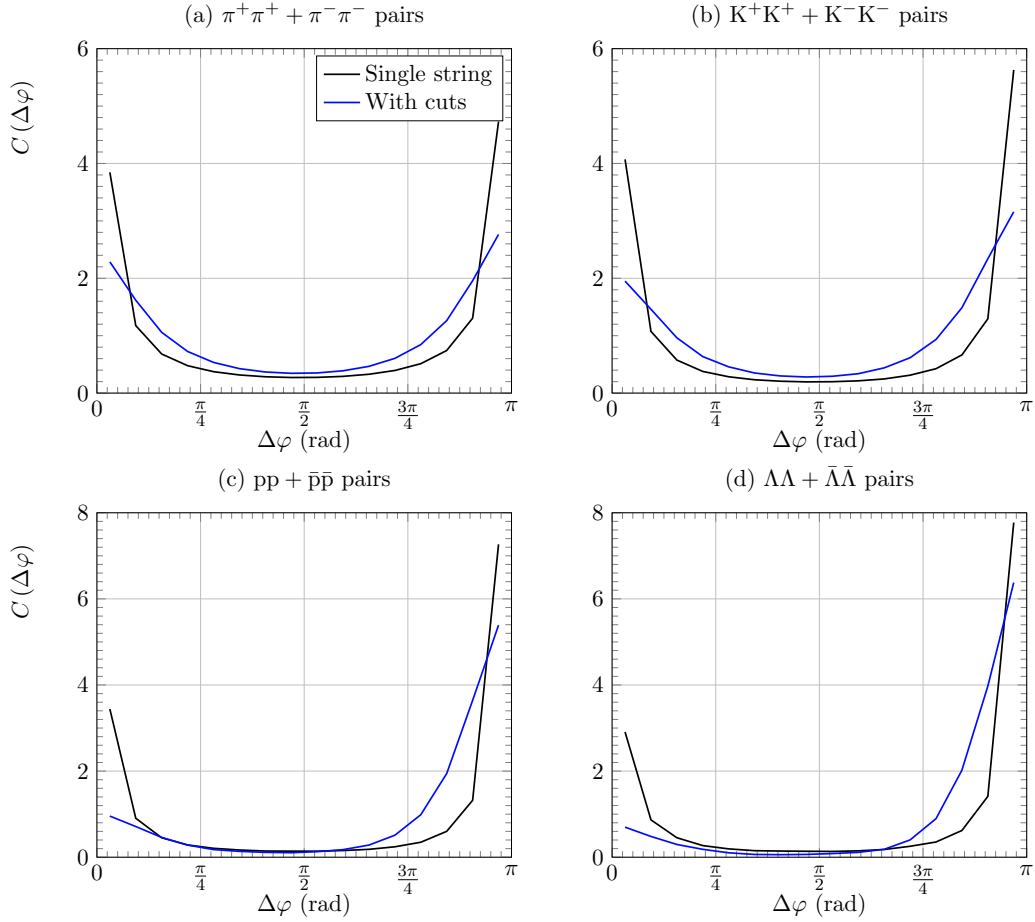 (a) π⁺π⁺ + π⁻π⁻ pairs
(b) K⁺K⁺ + K⁻K⁻ pairs
C (Δφ)
6
4
2
0
Single string
With cuts
0 π/4 π/2 3π/4 π
Δφ (rad)
6
4
2
0
0 π/4 π/2 3π/4 π
Δφ (rad)
(c) pp + p̄p̄ pairs
(d) ΛΛ + Λ̄Λ̄ pairs
C (Δφ)
8
6
4
2
0
0 π/4 π/2 3π/4 π
Δφ (rad)
8
6
4
2
0
0 π/4 π/2 3π/4 π
Δφ (rad)